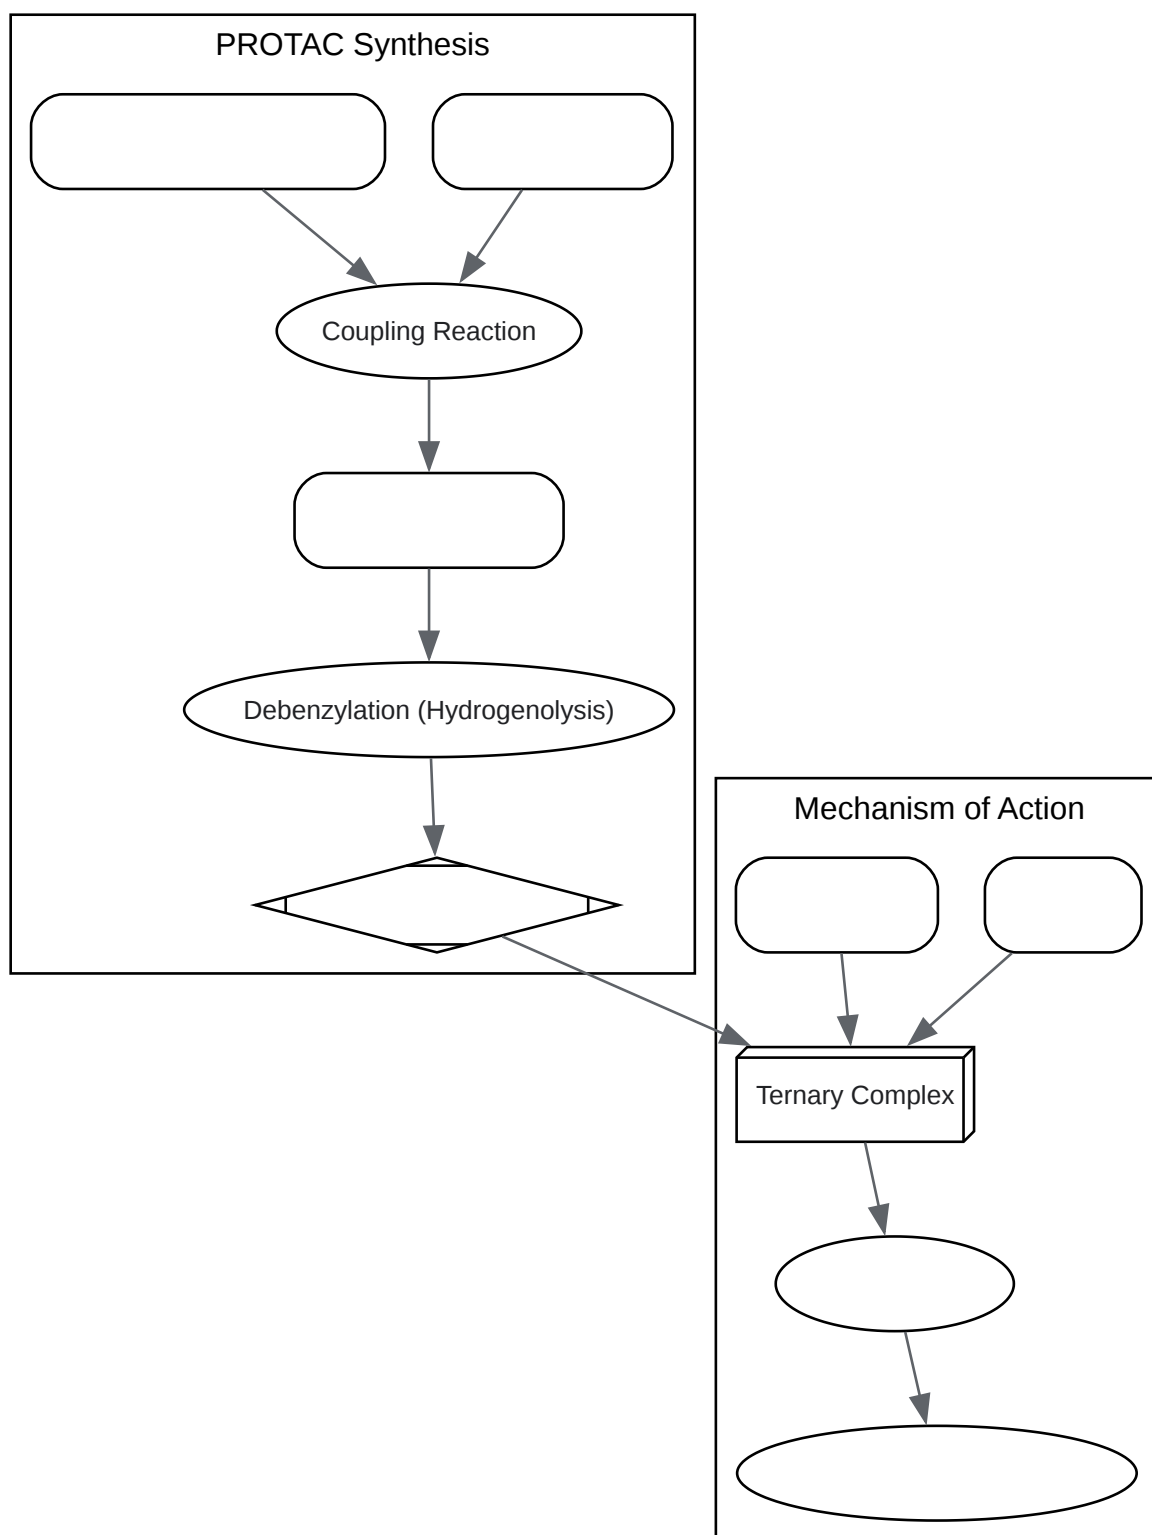 PROTAC Synthesis
Coupling Reaction
Debenzylation (Hydrogenolysis)
Mechanism of Action
Ternary Complex